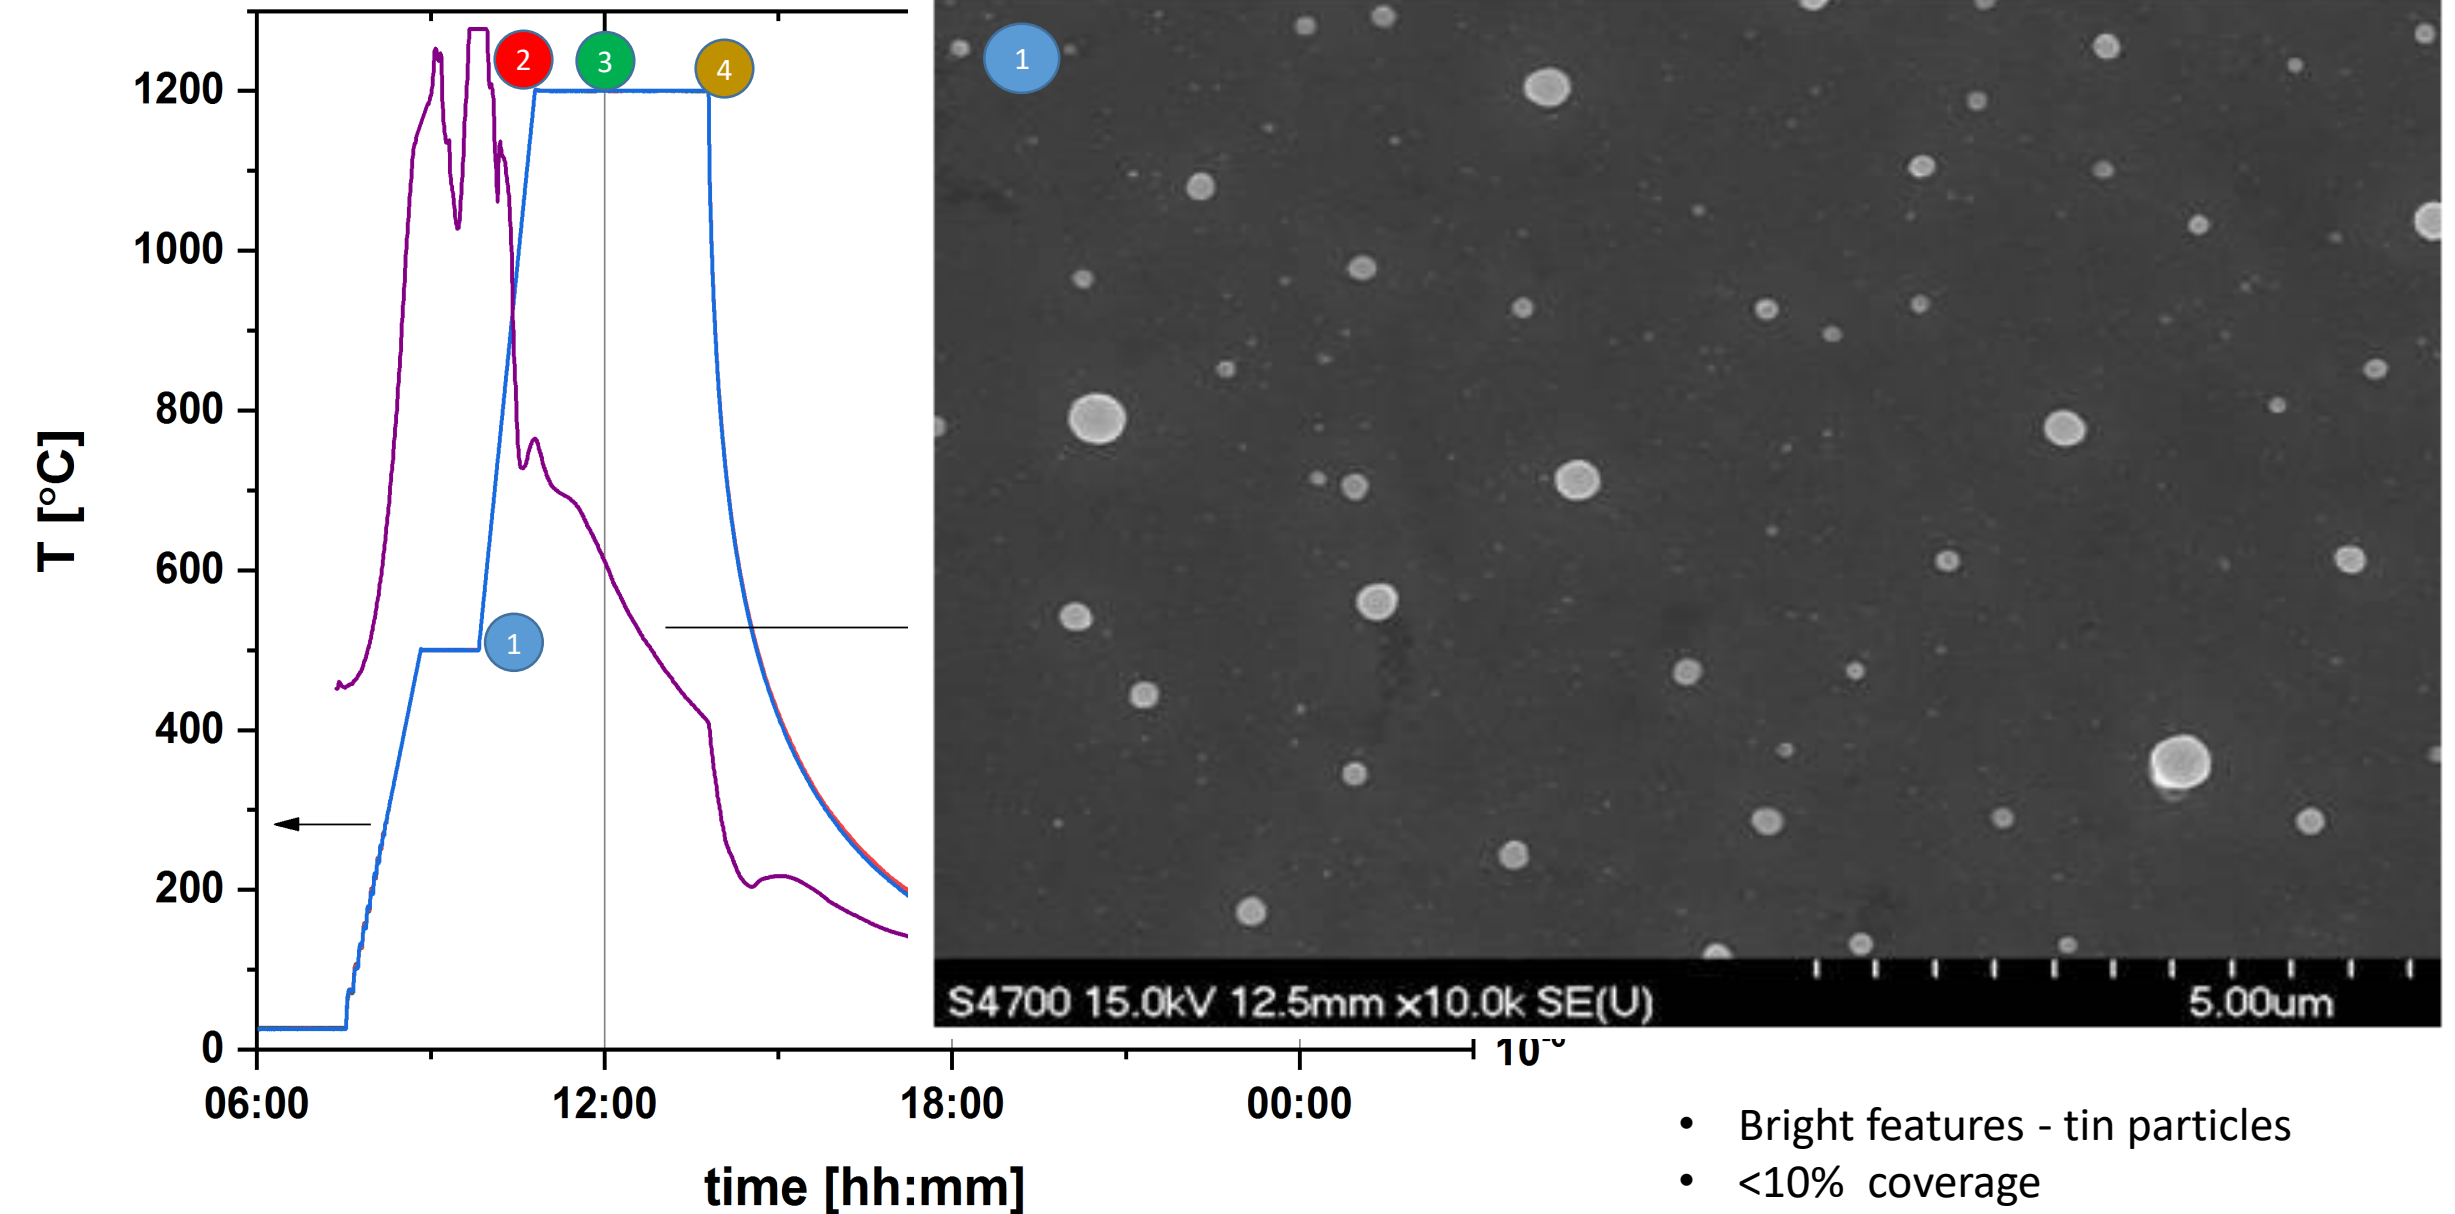 1200
1000
800
600
400
200
0
T [°C]
06:00
12:00
18:00
00:00
time [hh:mm]
1
2
3
4
1
S4700 15.0kV 12.5mm x10.0k SE(U)
5.00um
• Bright features - tin particles
• <10% coverage